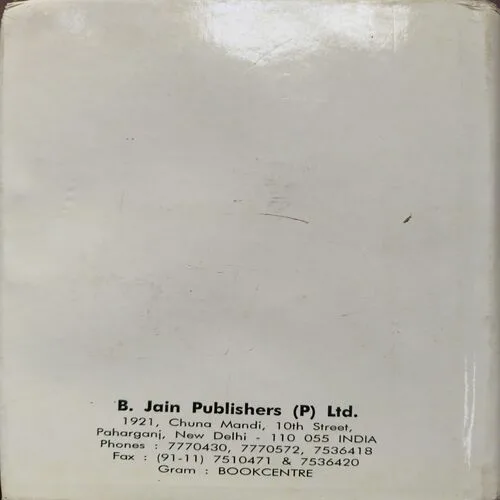 B. Jain Publishers (P) Ltd.
1921, Chuna Mandi, 10th Street,
Paharganj, New Delhi - 110 055 INDIA
Phones : 7770430, 7770572, 7536418
Fax : (91-11) 7510471 & 7536420
Gram : BOOKCENTRE